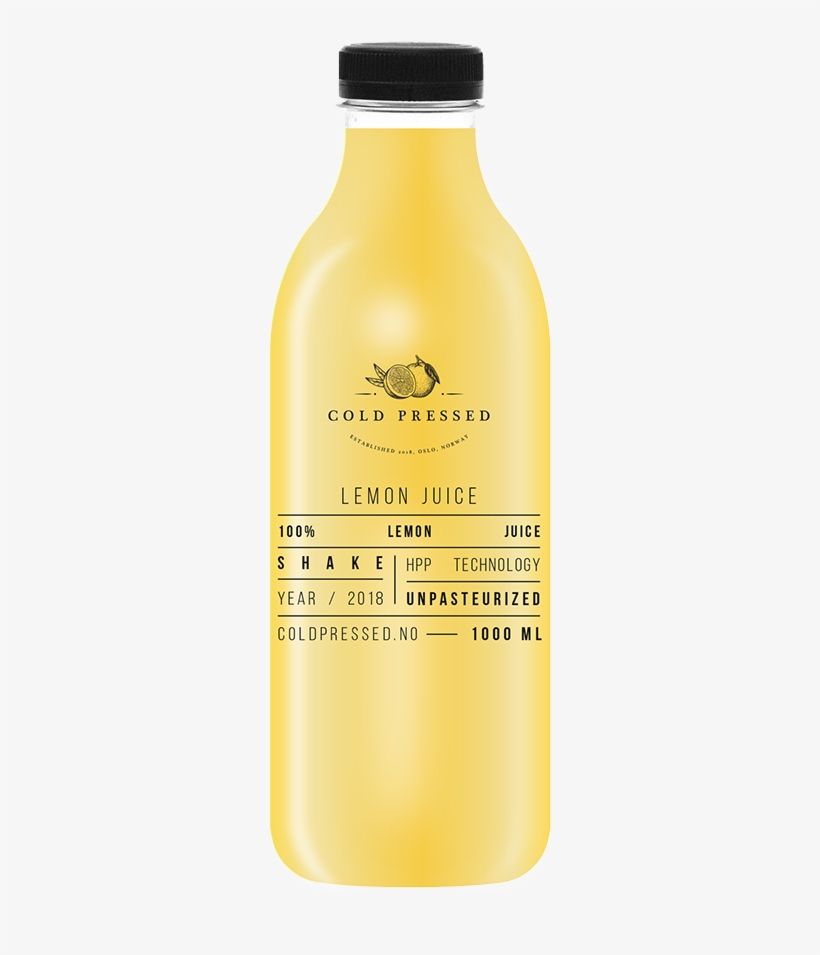 COLD PRESSED
ESTABLISHED 2018, OSLO, NORWAY
LEMON JUICE
100% LEMON JUICE
SHAKE
HPP TECHNOLOGY
YEAR / 2018
UNPASTEURIZED
COLDPRESSED.NO — 1000 ML